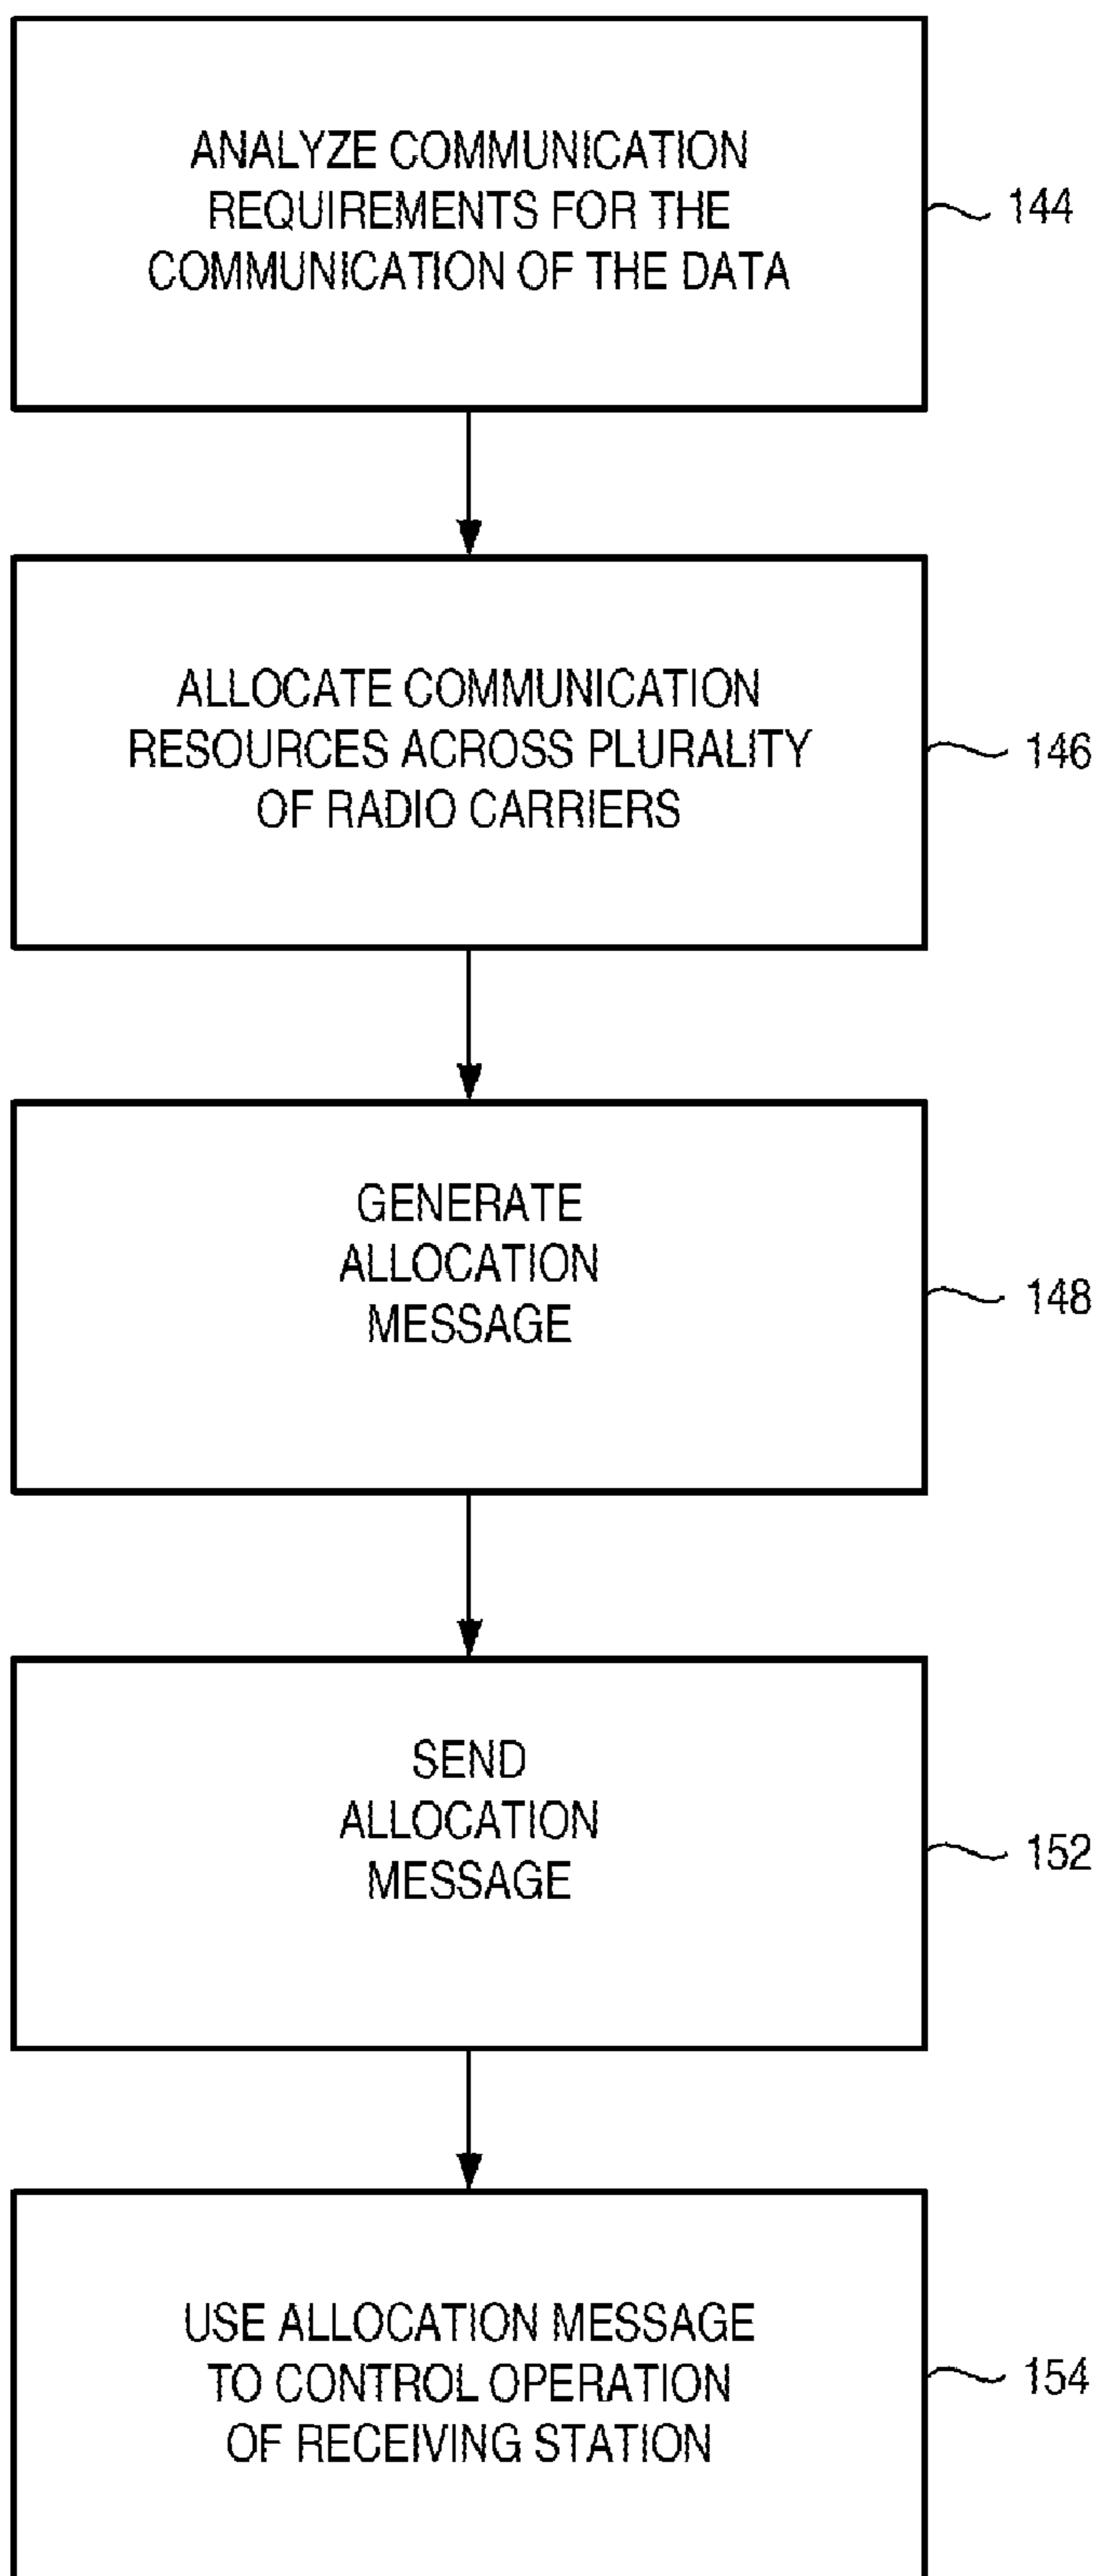 ANALYZE COMMUNICATION
REQUIREMENTS FOR THE
COMMUNICATION OF THE DATA
144
ALLOCATE COMMUNICATION
RESOURCES ACROSS PLURALITY
OF RADIO CARRIERS
146
GENERATE
ALLOCATION
MESSAGE
148
SEND
ALLOCATION
MESSAGE
152
USE ALLOCATION MESSAGE
TO CONTROL OPERATION
OF RECEIVING STATION
154